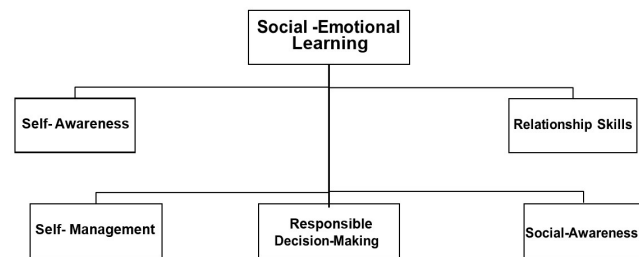 Social -Emotional
Learning
Self- Awareness
Relationship Skills
Self- Management
Responsible
Decision-Making
Social-Awareness